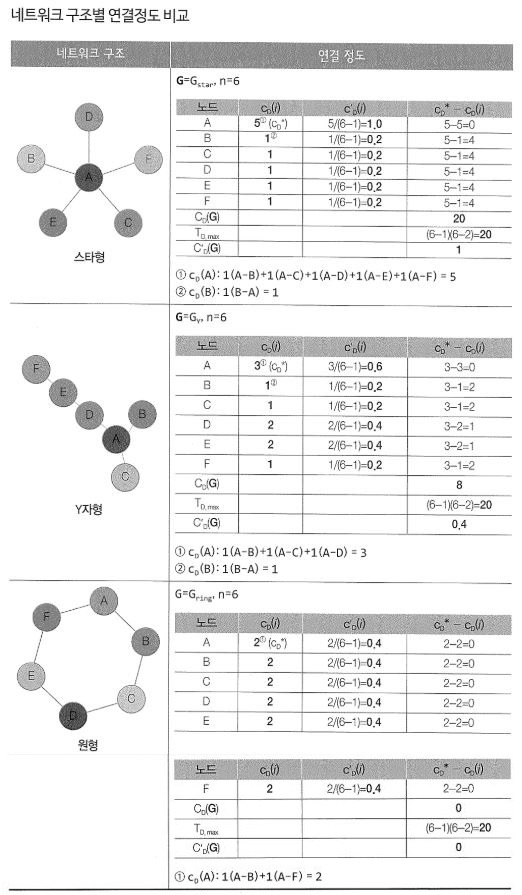 네트워크 구조별 연결정도 비교
네트워크 구조 연결 정도
G=G_star, n=6
노드 c_D(i) c'_D(i) c_D* − c_D(i)
A 5① (c_D*) 5/(6−1)=1.0 5−5=0
B 1② 1/(6−1)=0.2 5−1=4
C 1 1/(6−1)=0.2 5−1=4
D 1 1/(6−1)=0.2 5−1=4
E 1 1/(6−1)=0.2 5−1=4
F 1 1/(6−1)=0.2 5−1=4
C_D(G) 20
T_D,max (6−1)(6−2)=20
C'_D(G) 1
① c_D(A): 1(A-B)+1(A-C)+1(A-D)+1(A-E)+1(A-F) = 5
② c_D(B): 1(B-A) = 1
D
B
F
A
E
C
스타형
G=G_Y, n=6
노드 c_D(i) c'_D(i) c_D* − c_D(i)
A 3① (c_D*) 3/(6−1)=0.6 3−3=0
B 1② 1/(6−1)=0.2 3−1=2
C 1 1/(6−1)=0.2 3−1=2
D 2 2/(6−1)=0.4 3−2=1
E 2 2/(6−1)=0.4 3−2=1
F 1 1/(6−1)=0.2 3−1=2
C_D(G) 8
T_D,max (6−1)(6−2)=20
C'_D(G) 0.4
① c_D(A): 1(A-B)+1(A-C)+1(A-D) = 3
② c_D(B): 1(B-A) = 1
F
E
D
B
A
C
Y자형
G=G_ring, n=6
노드 c_D(i) c'_D(i) c_D* − c_D(i)
A 2① (c_D*) 2/(6−1)=0.4 2−2=0
B 2 2/(6−1)=0.4 2−2=0
C 2 2/(6−1)=0.4 2−2=0
D 2 2/(6−1)=0.4 2−2=0
E 2 2/(6−1)=0.4 2−2=0
A
F
B
E
C
D
원형
노드 c_D(i) c'_D(i) c_D* − c_D(i)
F 2 2/(6−1)=0.4 2−2=0
C_D(G) 0
T_D,max (6−1)(6−2)=20
C'_D(G) 0
① c_D(A): 1(A-B)+1(A-F) = 2